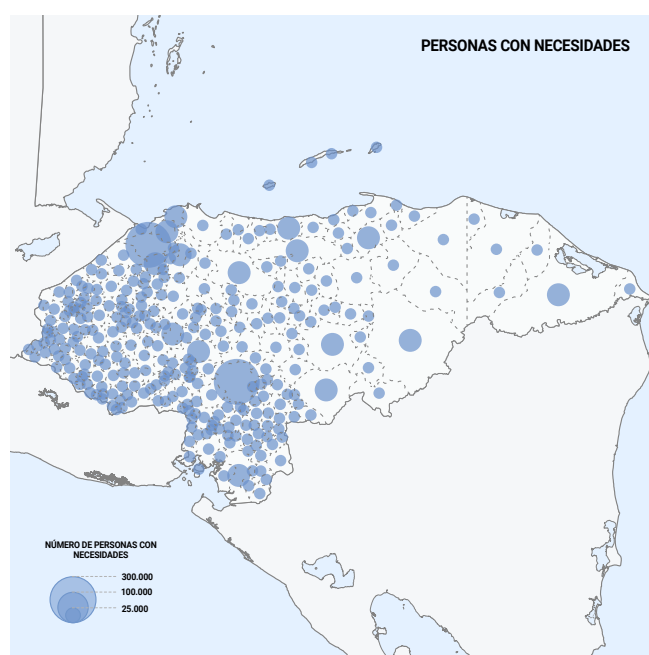 PERSONAS CON NECESIDADES
NÚMERO DE PERSONAS CON
NECESIDADES
300.000
100.000
25.000